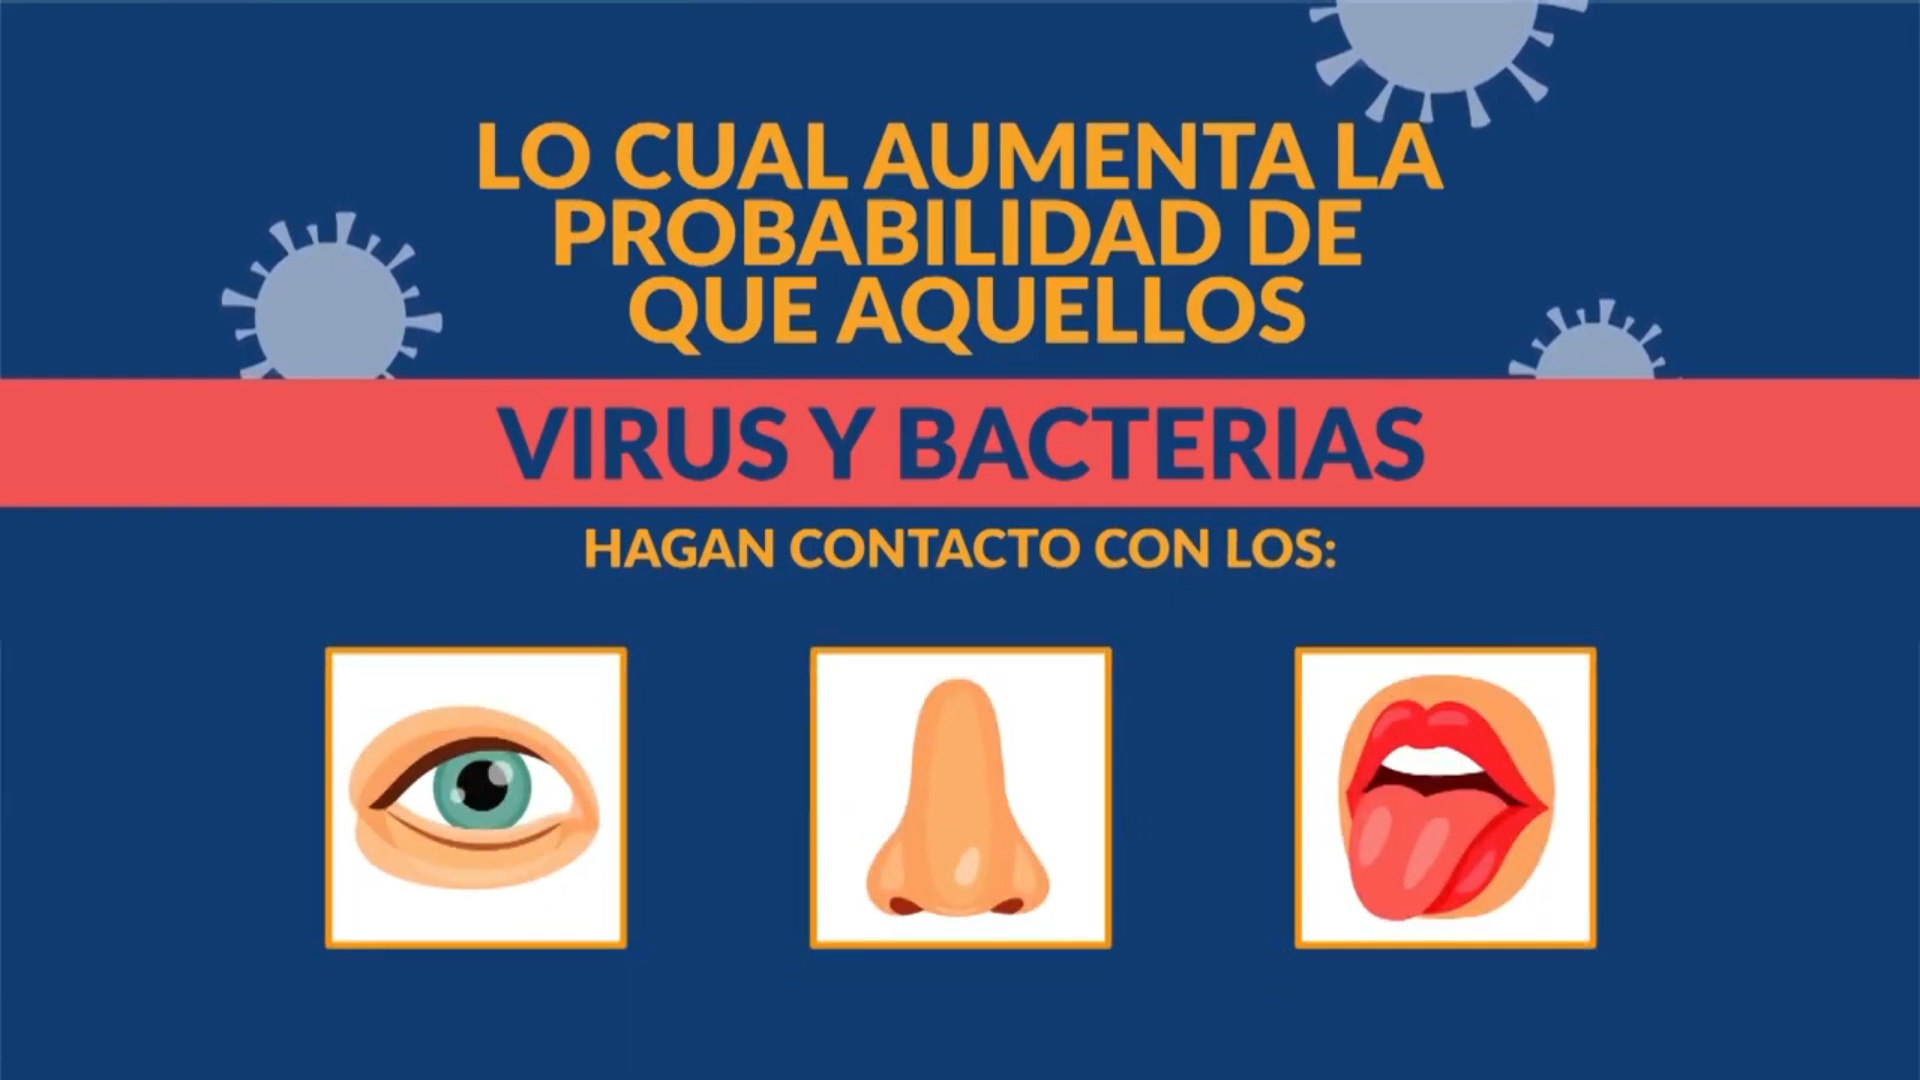 LO CUAL AUMENTA LA
PROBABILIDAD DE
QUE AQUELLOS
VIRUS Y BACTERIAS
HAGAN CONTACTO CON LOS: